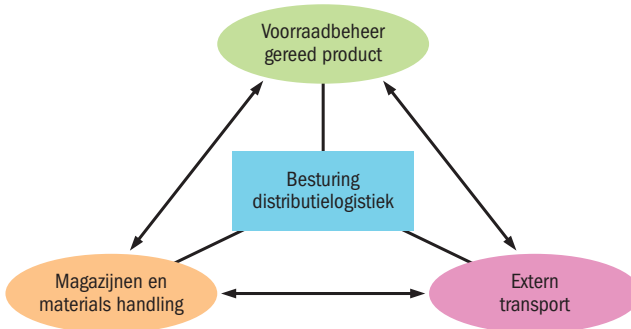 Voorraadbeheer
gereed product
Besturing
distributielogistiek
Magazijnen en
materials handling
Extern
transport